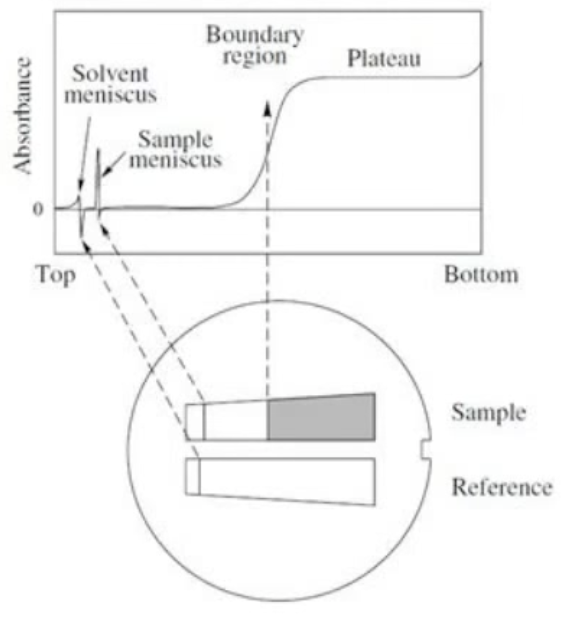 Boundary
region
Plateau
Solvent
meniscus
Sample
meniscus
Absorbance
0
Top
Bottom
Sample
Reference